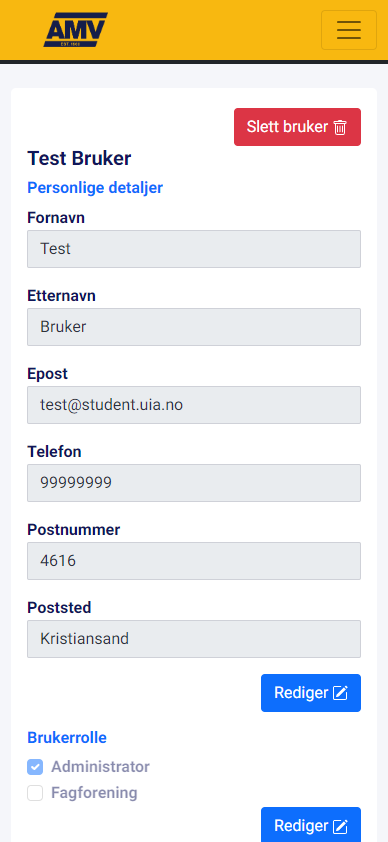 AMV
EST. 1860
Slett bruker
Test Bruker
Personlige detaljer
Fornavn
Test
Etternavn
Bruker
Epost
test@student.uia.no
Telefon
99999999
Postnummer
4616
Poststed
Kristiansand
Rediger
Brukerrolle
Administrator
Fagforening
Rediger